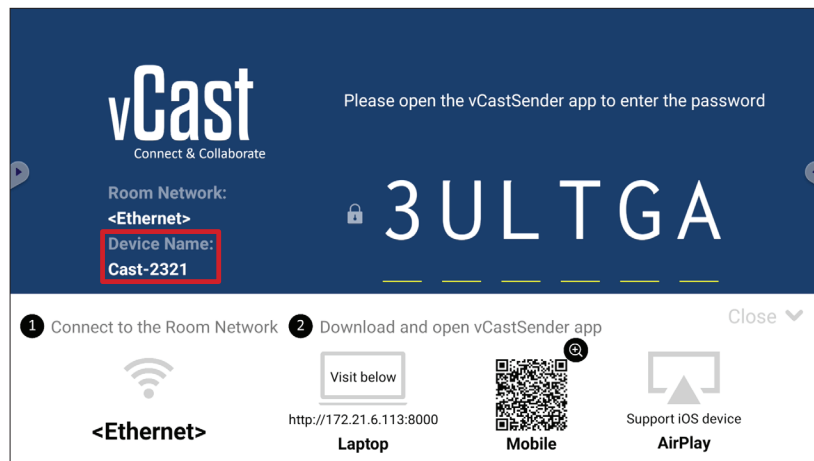 vCast
Connect & Collaborate
Please open the vCastSender app to enter the password
Room Network:
<Ethernet>
Device Name:
Cast-2321
3ULTGA
1 Connect to the Room Network
2 Download and open vCastSender app
Close
<Ethernet>
Visit below
http://172.21.6.113:8000
Laptop
Mobile
Support iOS device
AirPlay